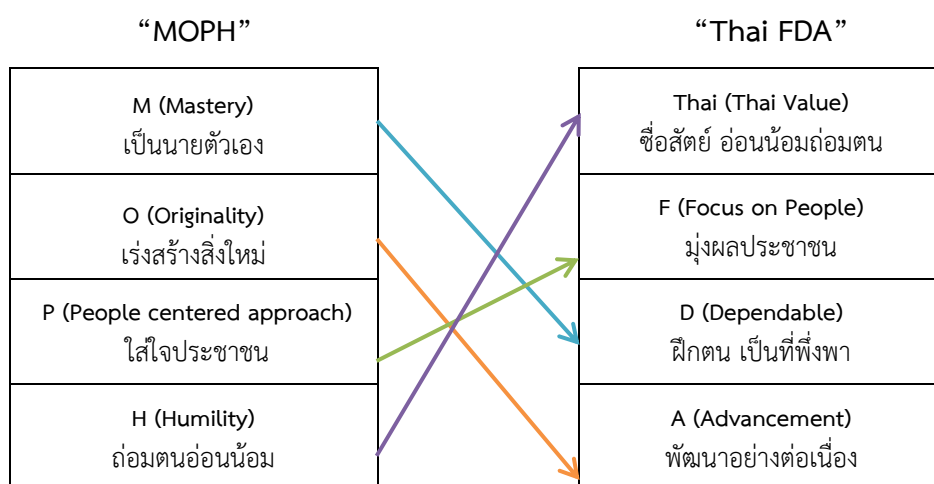 “MOPH”
M (Mastery)
เป็นนายตัวเอง
O (Originality)
เร่งสร้างสิ่งใหม่
P (People centered approach)
ใส่ใจประชาชน
H (Humility)
ถ่อมตนอ่อนน้อม
“Thai FDA”
Thai (Thai Value)
ซื่อสัตย์ อ่อนน้อมถ่อมตน
F (Focus on People)
มุ่งผลประชาชน
D (Dependable)
ฝึกตน เป็นที่พึ่งพา
A (Advancement)
พัฒนาอย่างต่อเนื่อง